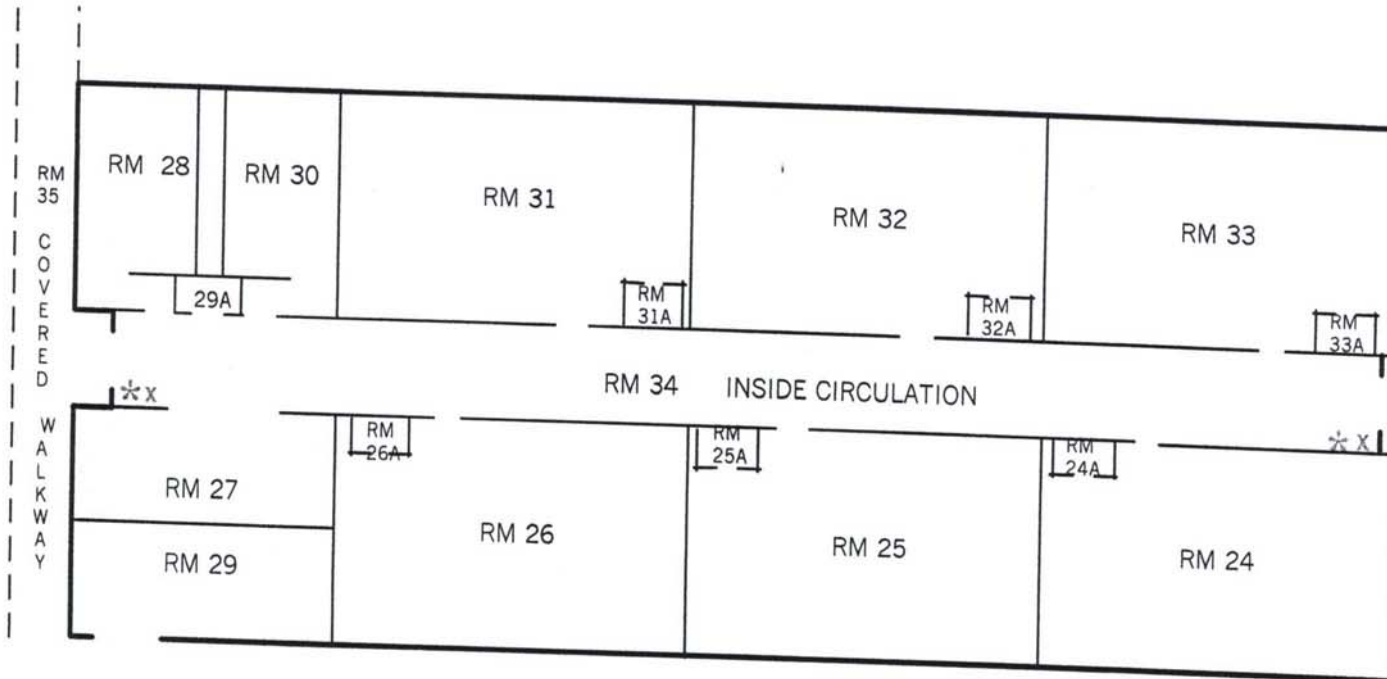 RM
35
COVERED
WALKWAY
RM 28
RM 30
RM 31
RM 32
RM 33
29A
RM
31A
RM
32A
RM
33A
* x
RM 34 INSIDE CIRCULATION
* x
RM
26A
RM
25A
RM
24A
RM 27
RM 26
RM 25
RM 24
RM 29